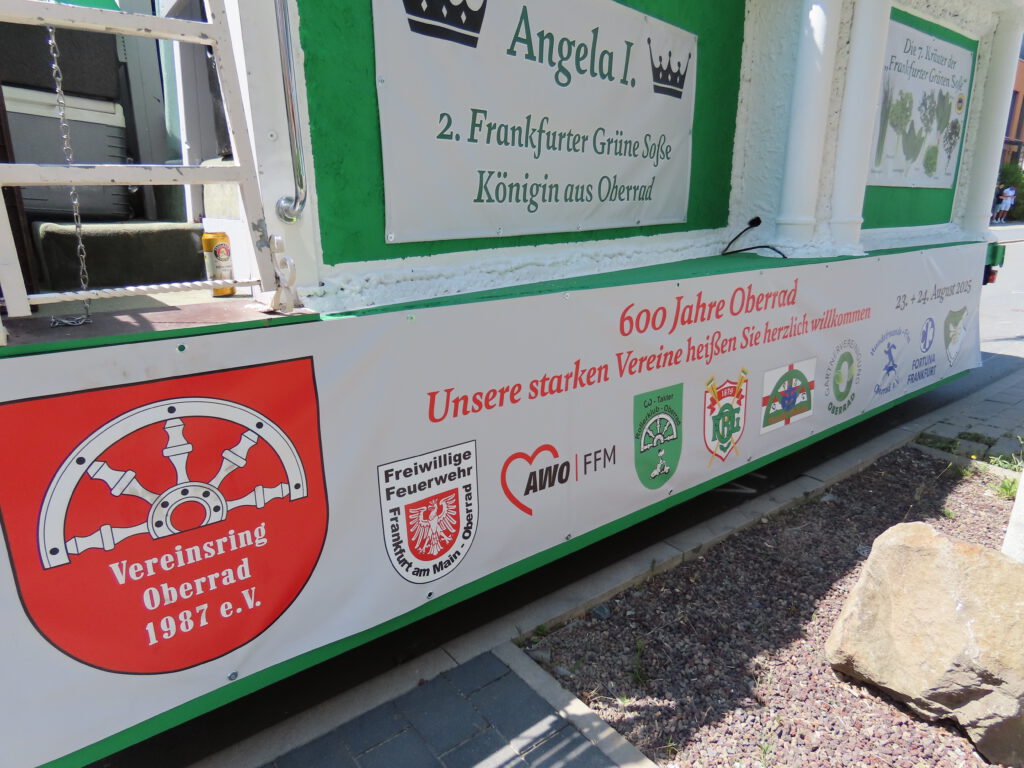 Angela I.
2. Frankfurter Grüne Soße
Königin aus Oberrad
Die 7. Kräuter der
„Frankfurter Grünen Soße“
600 Jahre Oberrad
23. + 24. August 2025
Unsere starken Vereine heißen Sie herzlich willkommen
Vereinsring
Oberrad
1987 e.V.
Freiwillige
Feuerwehr
Frankfurt am Main - Oberrad
AWO FFM
1879
OBERRAD
FORTUNA
FRANKFURT